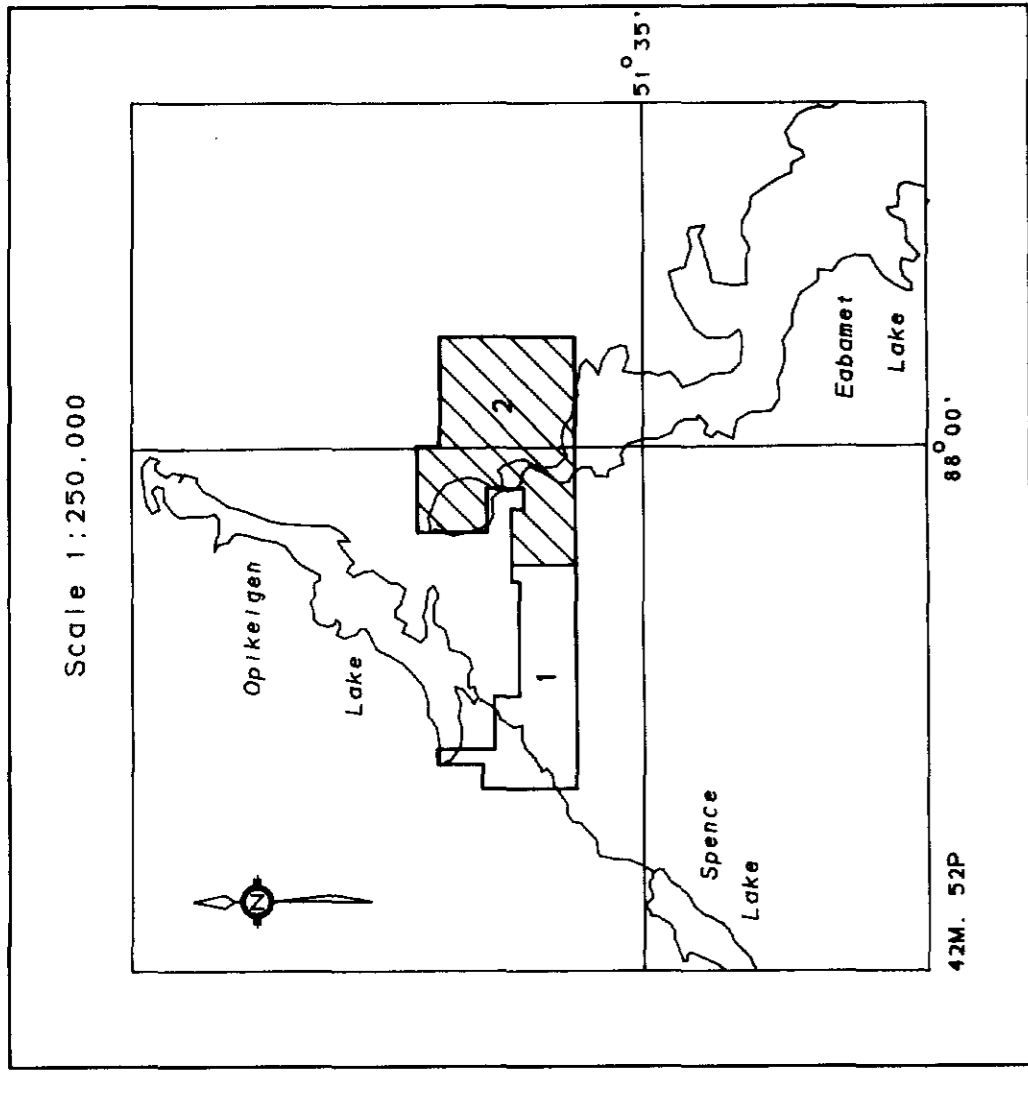 Scale 1:250,000
N
Opikeigen
Lake
2
1
51°35'
Spence
Lake
Eabamet
Lake
42M. 52P
88°00'